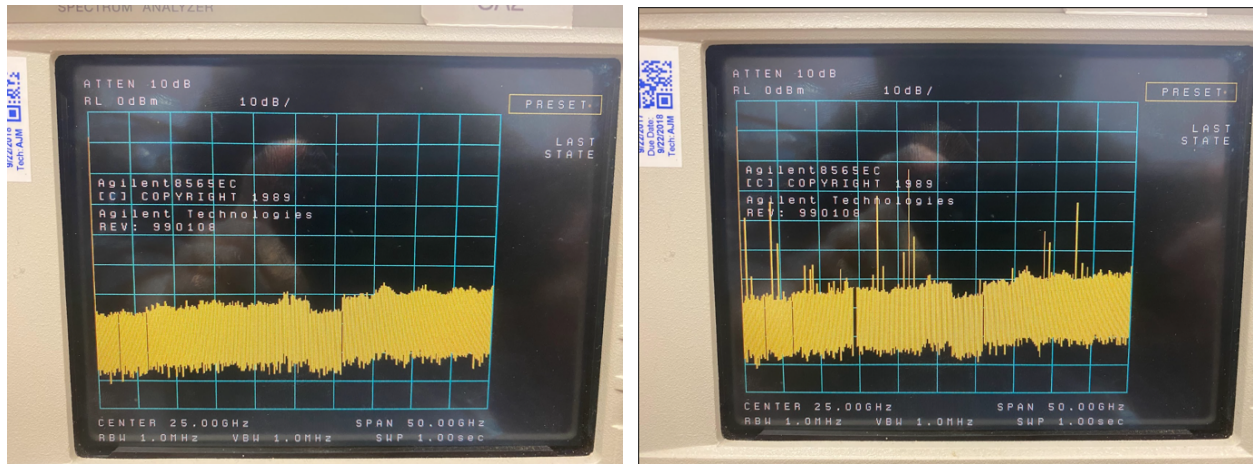 SPECTRUM ANALYZER
9/22/2018
Tech: AJM
ATTEN 10dB
RL 0dBm 10dB/
PRESET
LAST
STATE
Agilent8565EC
[C] COPYRIGHT 1989
Agilent Technologies
REV: 990108
CENTER 25.00GHz SPAN 50.00GHz
RBW 1.0MHz VBW 1.0MHz SWP 1.00sec
9/22/2017
Due Date:
9/22/2018
Tech: AJM
ATTEN 10dB
RL 0dBm 10dB/
PRESET
LAST
STATE
Agilent8565EC
[C] COPYRIGHT 1989
Agilent Technologies
REV: 990108
CENTER 25.00GHz SPAN 50.00GHz
RBW 1.0MHz VBW 1.0MHz SWP 1.00sec